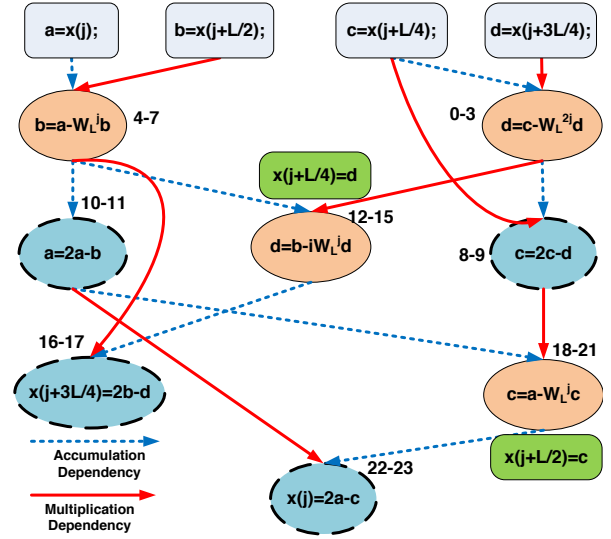 a=x(j);
b=x(j+L/2);
c=x(j+L/4);
d=x(j+3L/4);
b=a-W_L^j b
4-7
0-3
d=c-W_L^{2j}d
x(j+L/4)=d
10-11
12-15
a=2a-b
d=b-iW_L^j d
8-9
c=2c-d
16-17
18-21
x(j+3L/4)=2b-d
c=a-W_L^j c
Accumulation
Dependency
x(j+L/2)=c
22-23
x(j)=2a-c
Multiplication
Dependency